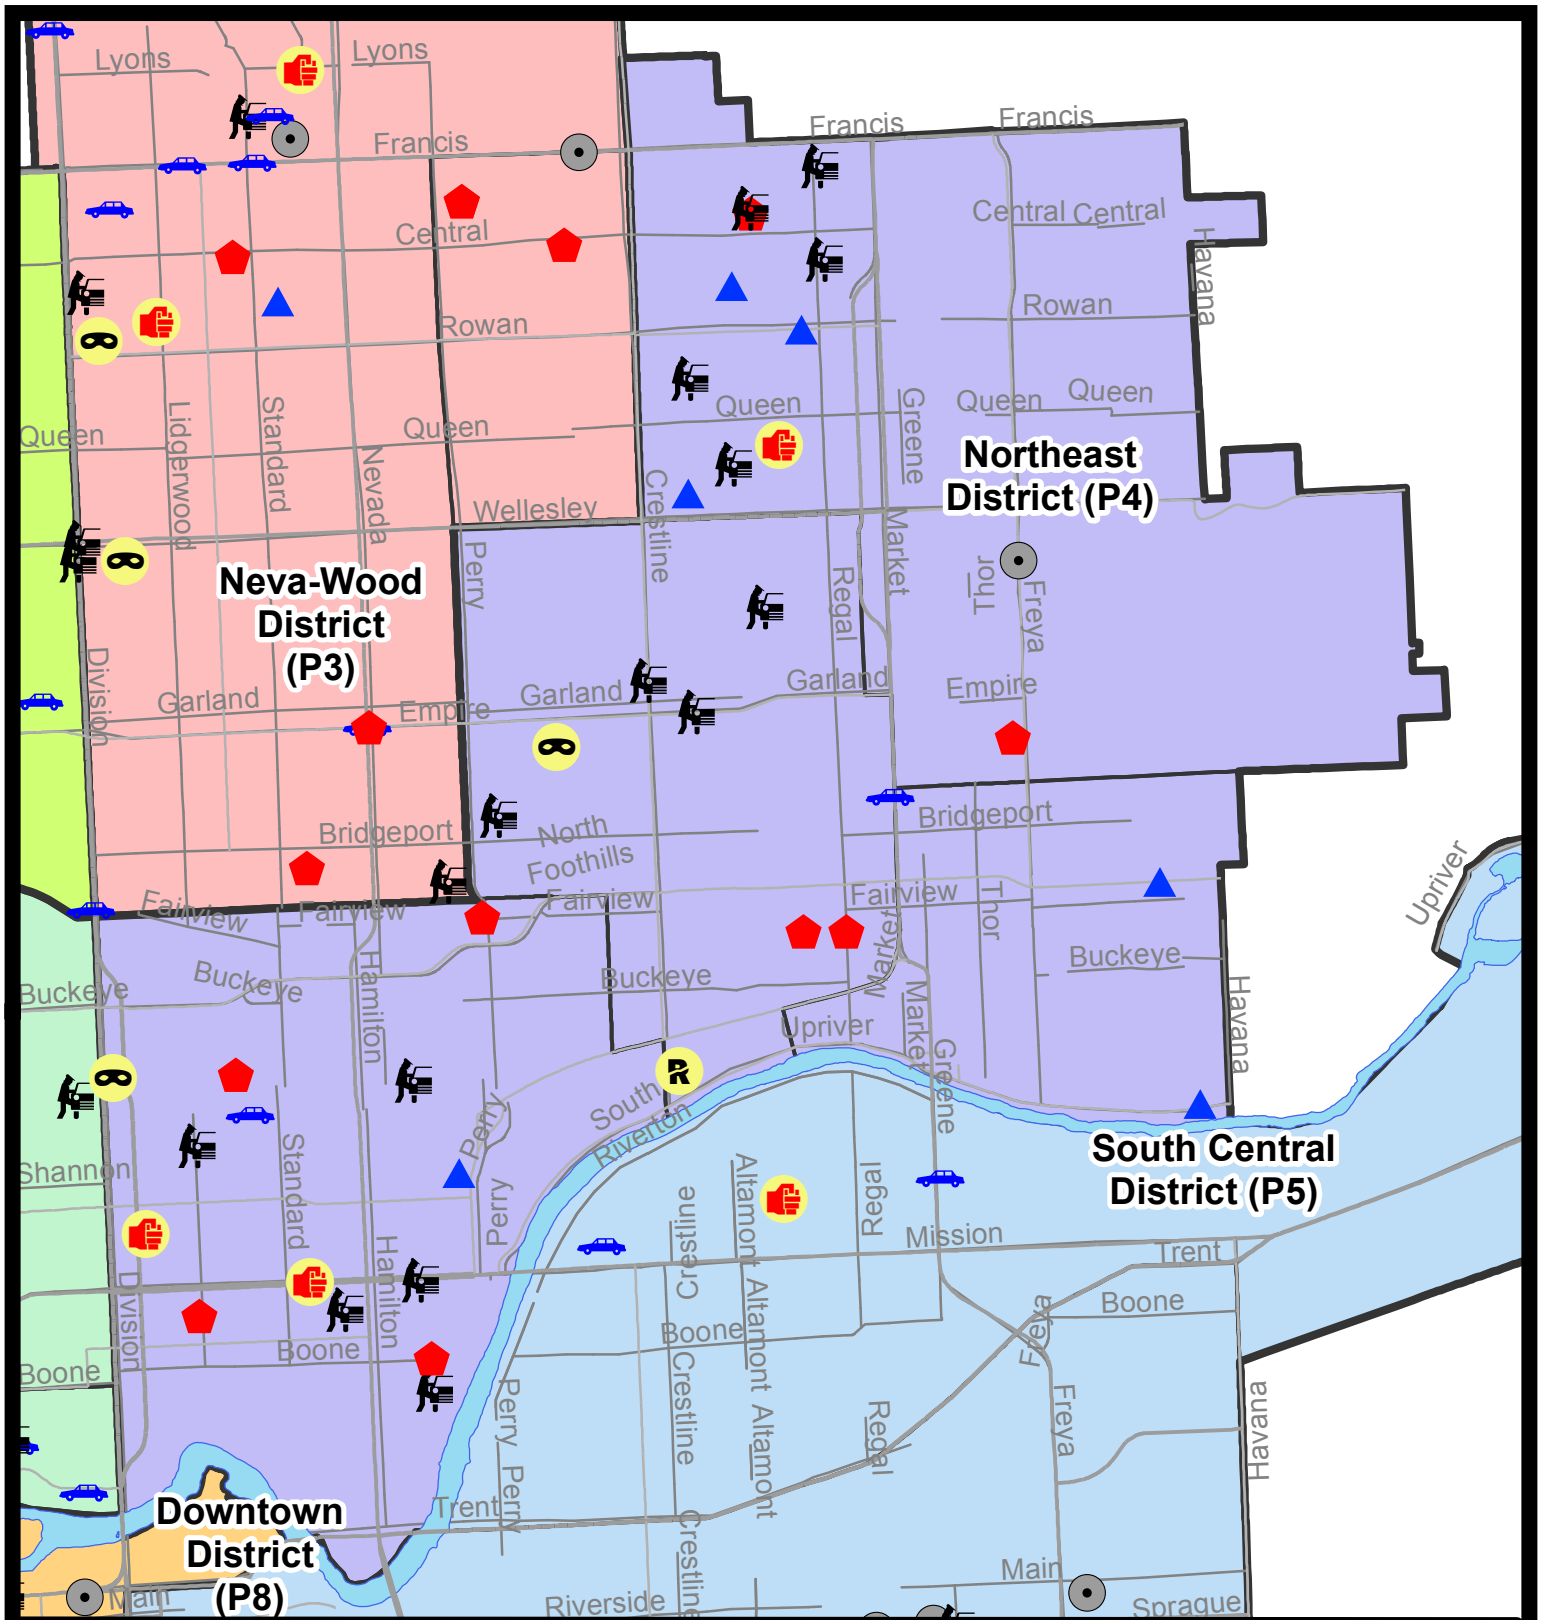 Lyons
Lyons
Francis
Francis
Francis
Central
Central
Central
Havana
Rowan
Rowan
Queen
Queen
Queen
Queen
Queen
Lidgerwood
Standard
Nevada
Greene
Northeast
District (P4)
Wellesley
Crestline
Market
Perry
Regal
Thor
Freya
Neva-Wood
District
(P3)
Division
Garland
Empire
Garland
Garland
Empire
Bridgeport
North
Foothills
Bridgeport
Fairview
Fairview
Fairview
Fairview
Thor
Market
Upriver
Buckeye
Buckeye
Buckeye
Buckeye
Hamilton
Havana
Market
Upriver
Greene
South
Riverton
Perry
Shannon
Standard
Perry
South Central
District (P5)
Altamont
Regal
Crestline
Mission
Trent
Division
Hamilton
Altamont
Boone
Boone
Boone
Boone
Freya
Crestline
Perry
Altamont
Regal
Freya
Havana
Perry
Trent
Crestline
Downtown
District
(P8)
Main
Main
Riverside
Sprague
R